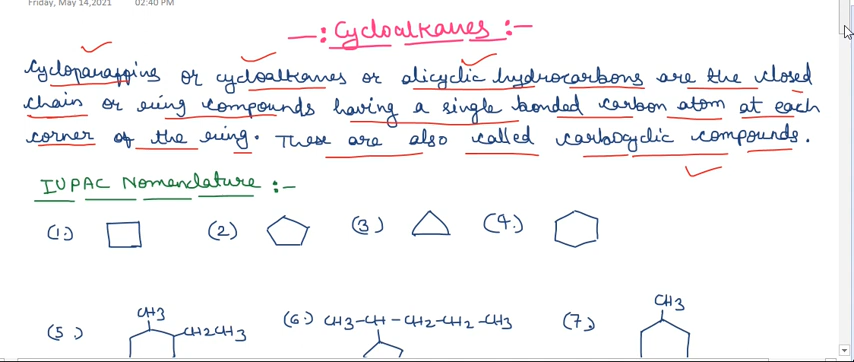 Friday, May 14,2021 02:40 PM
—: Cycloalkanes :—
Cycloparaffins or cycloalkanes or alicyclic hydrocarbons are the closed
chain or ring compounds having a single bonded carbon atom at each
corner of the ring. These are also called carbocyclic compounds.
IUPAC Nomenclature :-
(1.) (2) (3) (4.)
(5) CH3 CH2CH3 (6.) CH3-CH-CH2-CH2-CH3 (7.) CH3